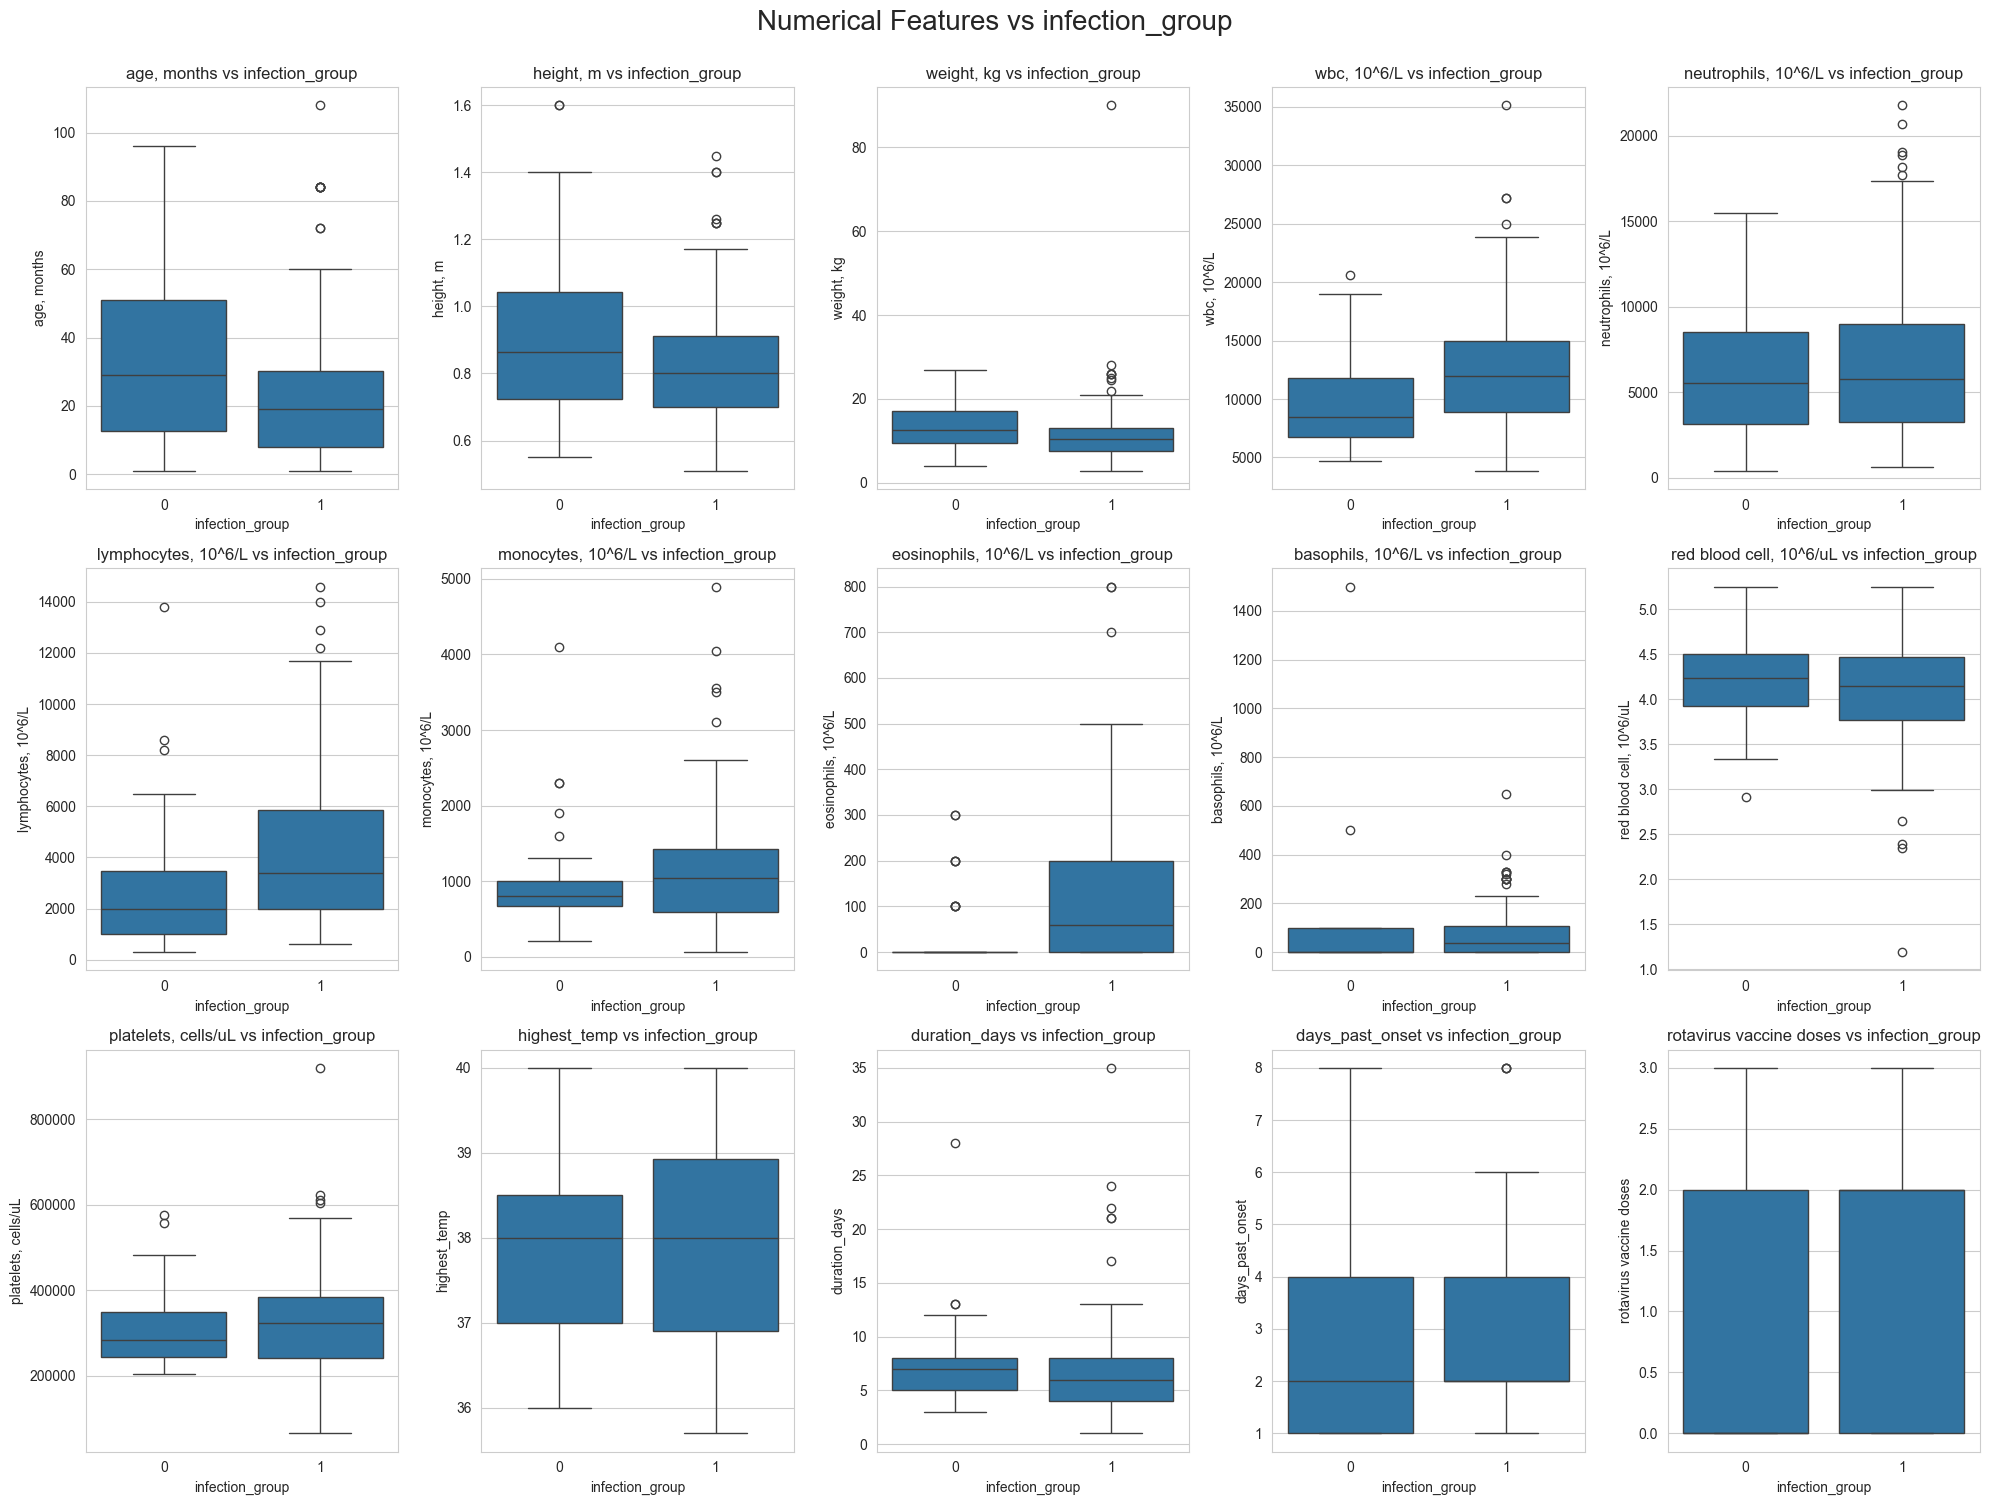 Numerical Features vs infection_group
age, months vs infection_group
age, months
100
80
60
40
20
0
0 1
infection_group
height, m vs infection_group
height, m
1.6
1.4
1.2
1.0
0.8
0.6
0 1
infection_group
weight, kg vs infection_group
weight, kg
80
60
40
20
0
0 1
infection_group
wbc, 10^6/L vs infection_group
wbc, 10^6/L
35000
30000
25000
20000
15000
10000
5000
0 1
infection_group
neutrophils, 10^6/L vs infection_group
neutrophils, 10^6/L
20000
15000
10000
5000
0
0 1
infection_group
lymphocytes, 10^6/L vs infection_group
lymphocytes, 10^6/L
14000
12000
10000
8000
6000
4000
2000
0
0 1
infection_group
monocytes, 10^6/L vs infection_group
monocytes, 10^6/L
5000
4000
3000
2000
1000
0
0 1
infection_group
eosinophils, 10^6/L vs infection_group
eosinophils, 10^6/L
800
700
600
500
400
300
200
100
0
0 1
infection_group
basophils, 10^6/L vs infection_group
basophils, 10^6/L
1400
1200
1000
800
600
400
200
0
0 1
infection_group
red blood cell, 10^6/uL vs infection_group
red blood cell, 10^6/uL
5.0
4.5
4.0
3.5
3.0
2.5
2.0
1.5
1.0
0 1
infection_group
platelets, cells/uL vs infection_group
platelets, cells/uL
800000
600000
400000
200000
0 1
infection_group
highest_temp vs infection_group
highest_temp
40
39
38
37
36
0 1
infection_group
duration_days vs infection_group
duration_days
35
30
25
20
15
10
5
0
0 1
infection_group
days_past_onset vs infection_group
days_past_onset
8
7
6
5
4
3
2
1
0 1
infection_group
rotavirus vaccine doses vs infection_group
rotavirus vaccine doses
3.0
2.5
2.0
1.5
1.0
0.5
0.0
0 1
infection_group